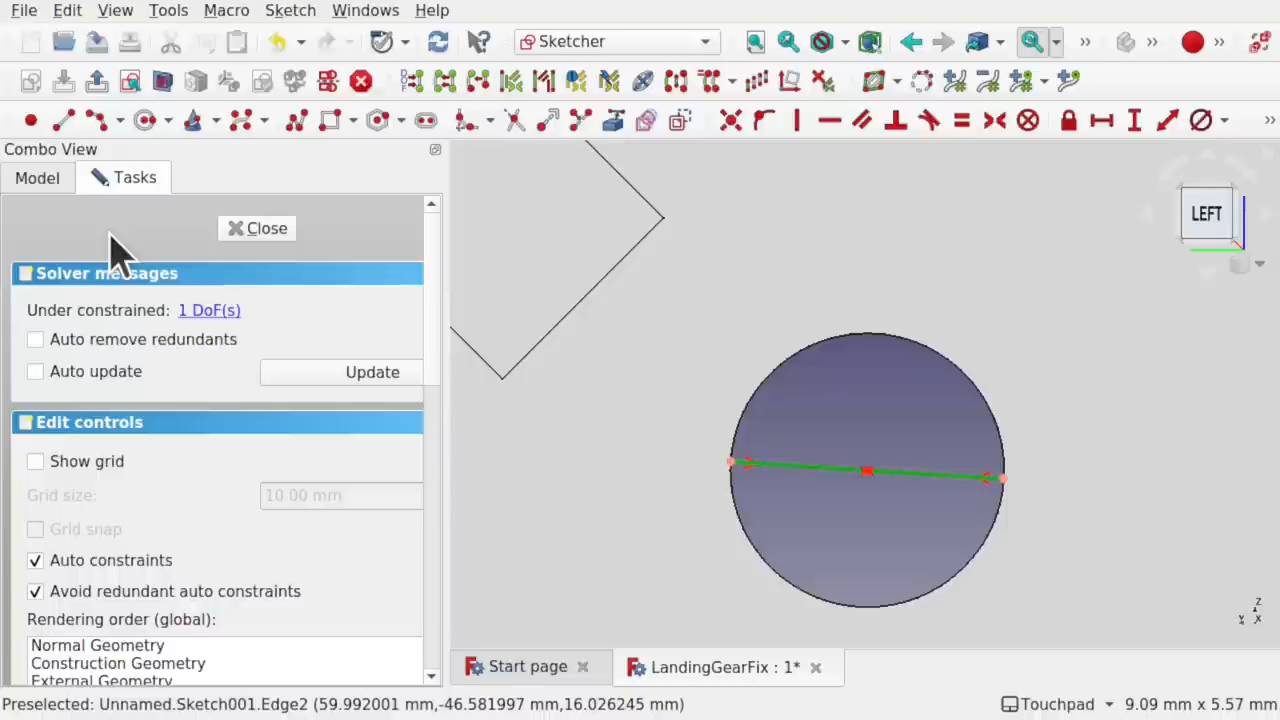 File Edit View Tools Macro Sketch Windows Help
Sketcher
Combo View
Model Tasks
Close
Solver messages
Under constrained: 1 DoF(s)
Auto remove redundants
Auto update Update
Edit controls
Show grid
Grid size: 10.00 mm
Grid snap
Auto constraints
Avoid redundant auto constraints
Rendering order (global):
Normal Geometry
Construction Geometry
External Geometry
LEFT
Z
Y X
Start page LandingGearFix : 1*
Preselected: Unnamed.Sketch001.Edge2 (59.992001 mm,-46.581997 mm,16.026245 mm) Touchpad 9.09 mm x 5.57 mm